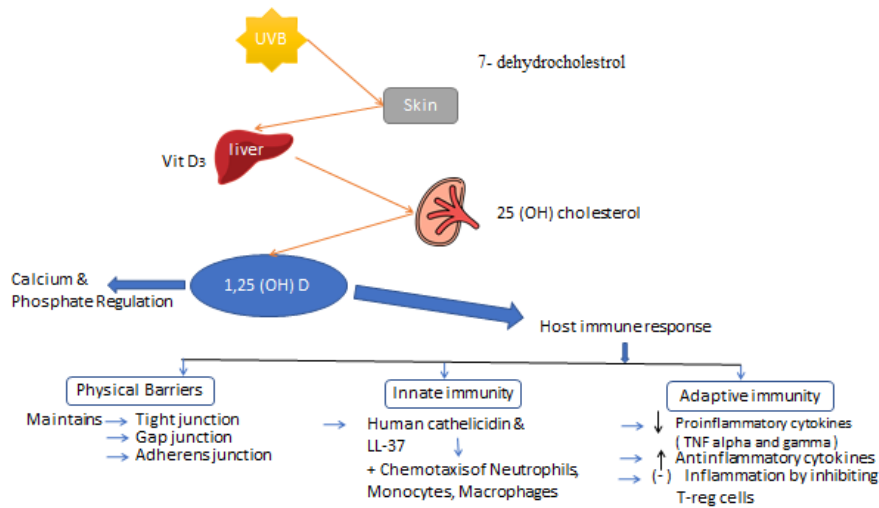 UVB
7- dehydrocholestrol
Skin
liver
Vit D3
25 (OH) cholesterol
Calcium &
Phosphate Regulation
1,25 (OH) D
Host immune response
Physical Barriers
Maintains
Tight junction
Gap junction
Adherens junction
Innate immunity
Human cathelicidin &
LL-37
+ Chemotaxis of Neutrophils,
Monocytes, Macrophages
Adaptive immunity
Proinflammatory cytokines
( TNF alpha and gamma)
Antinflammatory cytokines
(-) Inflammation by inhibiting
T-reg cells